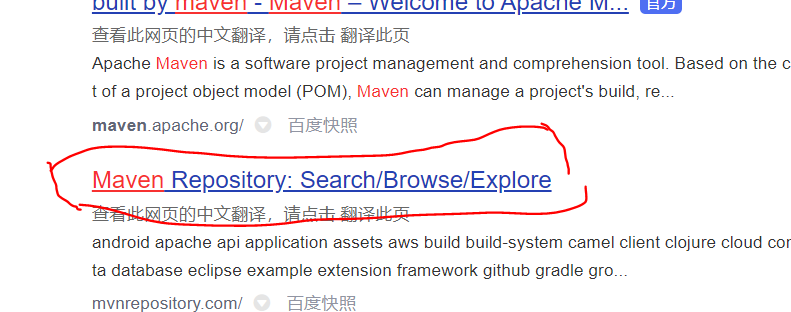 built by maven - Maven – Welcome to Apache M... 官方
查看此网页的中文翻译，请点击 翻译此页
Apache Maven is a software project management and comprehension tool. Based on the c
t of a project object model (POM), Maven can manage a project's build, re...
maven.apache.org/ 百度快照
Maven Repository: Search/Browse/Explore
查看此网页的中文翻译，请点击 翻译此页
android apache api application assets aws build build-system camel client clojure cloud cor
ta database eclipse example extension framework github gradle gro...
mvnrepository.com/ 百度快照